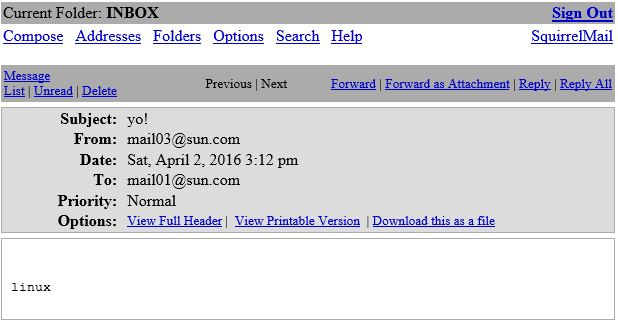 Current Folder: INBOX Sign Out
Compose Addresses Folders Options Search Help SquirrelMail
Message
List | Unread | Delete Previous | Next Forward | Forward as Attachment | Reply | Reply All
Subject: yo!
From: mail03@sun.com
Date: Sat, April 2, 2016 3:12 pm
To: mail01@sun.com
Priority: Normal
Options: View Full Header | View Printable Version | Download this as a file
linux